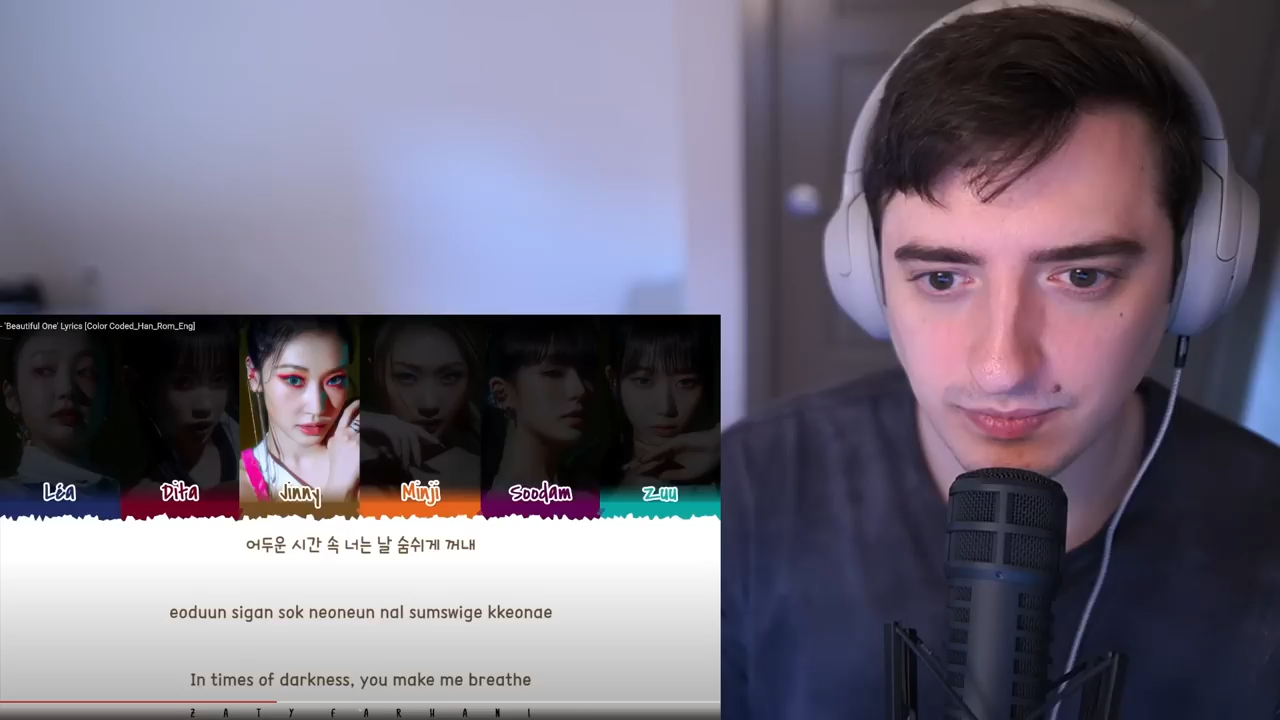 - 'Beautiful One' Lyrics [Color Coded_Han_Rom_Eng]
Léa Dita Jinny Minji Soodam Zuu
어두운 시간 속 너는 날 숨쉬게 꺼내
eoduun sigan sok neoneun nal sumswige kkeonae
In times of darkness, you make me breathe
ZATYFARHANI